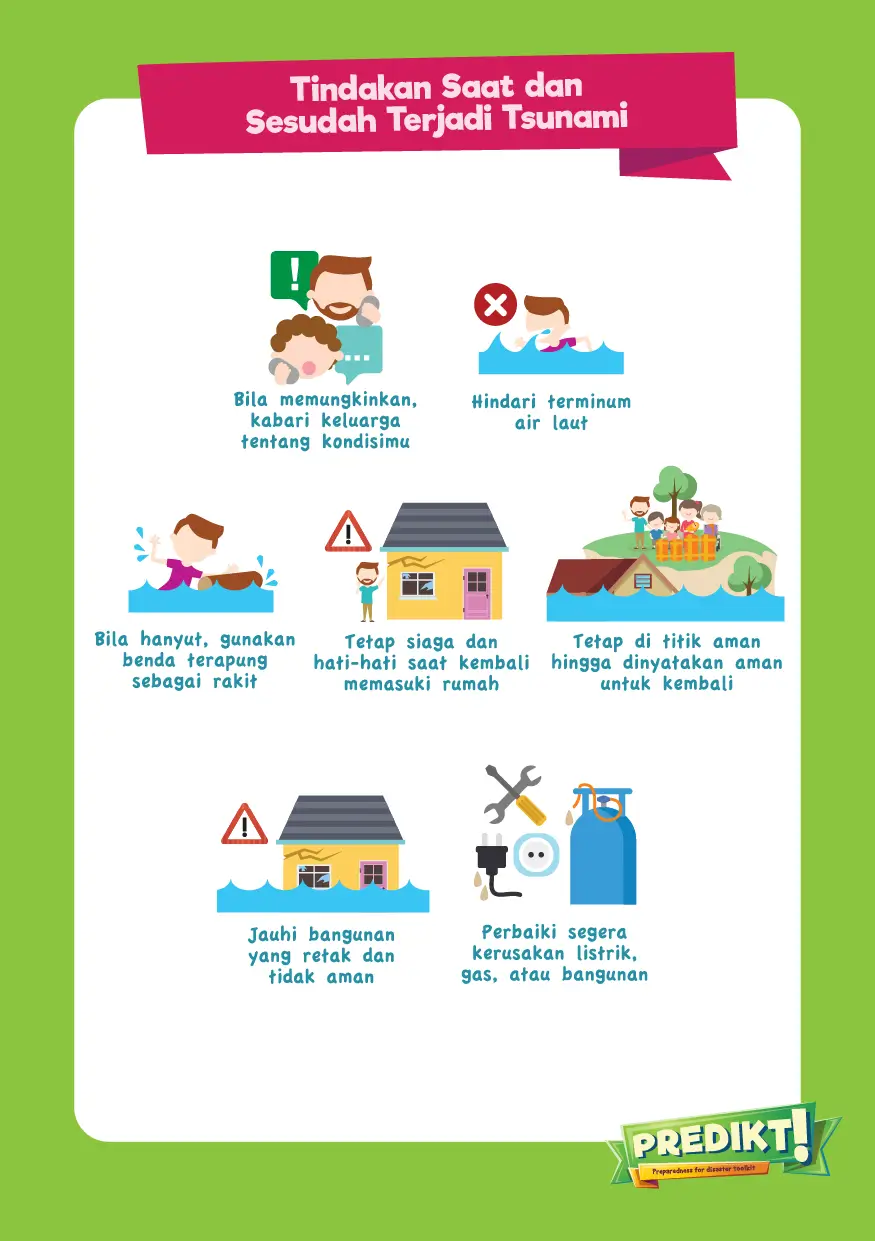 Tindakan Saat dan
Sesudah Terjadi Tsunami
!
Bila memungkinkan,
kabari keluarga
tentang kondisimu
Hindari terminum
air laut
Bila hanyut, gunakan
benda terapung
sebagai rakit
!
Tetap siaga dan
hati-hati saat kembali
memasuki rumah
Tetap di titik aman
hingga dinyatakan aman
untuk kembali
!
Jauhi bangunan
yang retak dan
tidak aman
Perbaiki segera
kerusakan listrik,
gas, atau bangunan
PREDIKT!
Preparedness for disaster toolkit